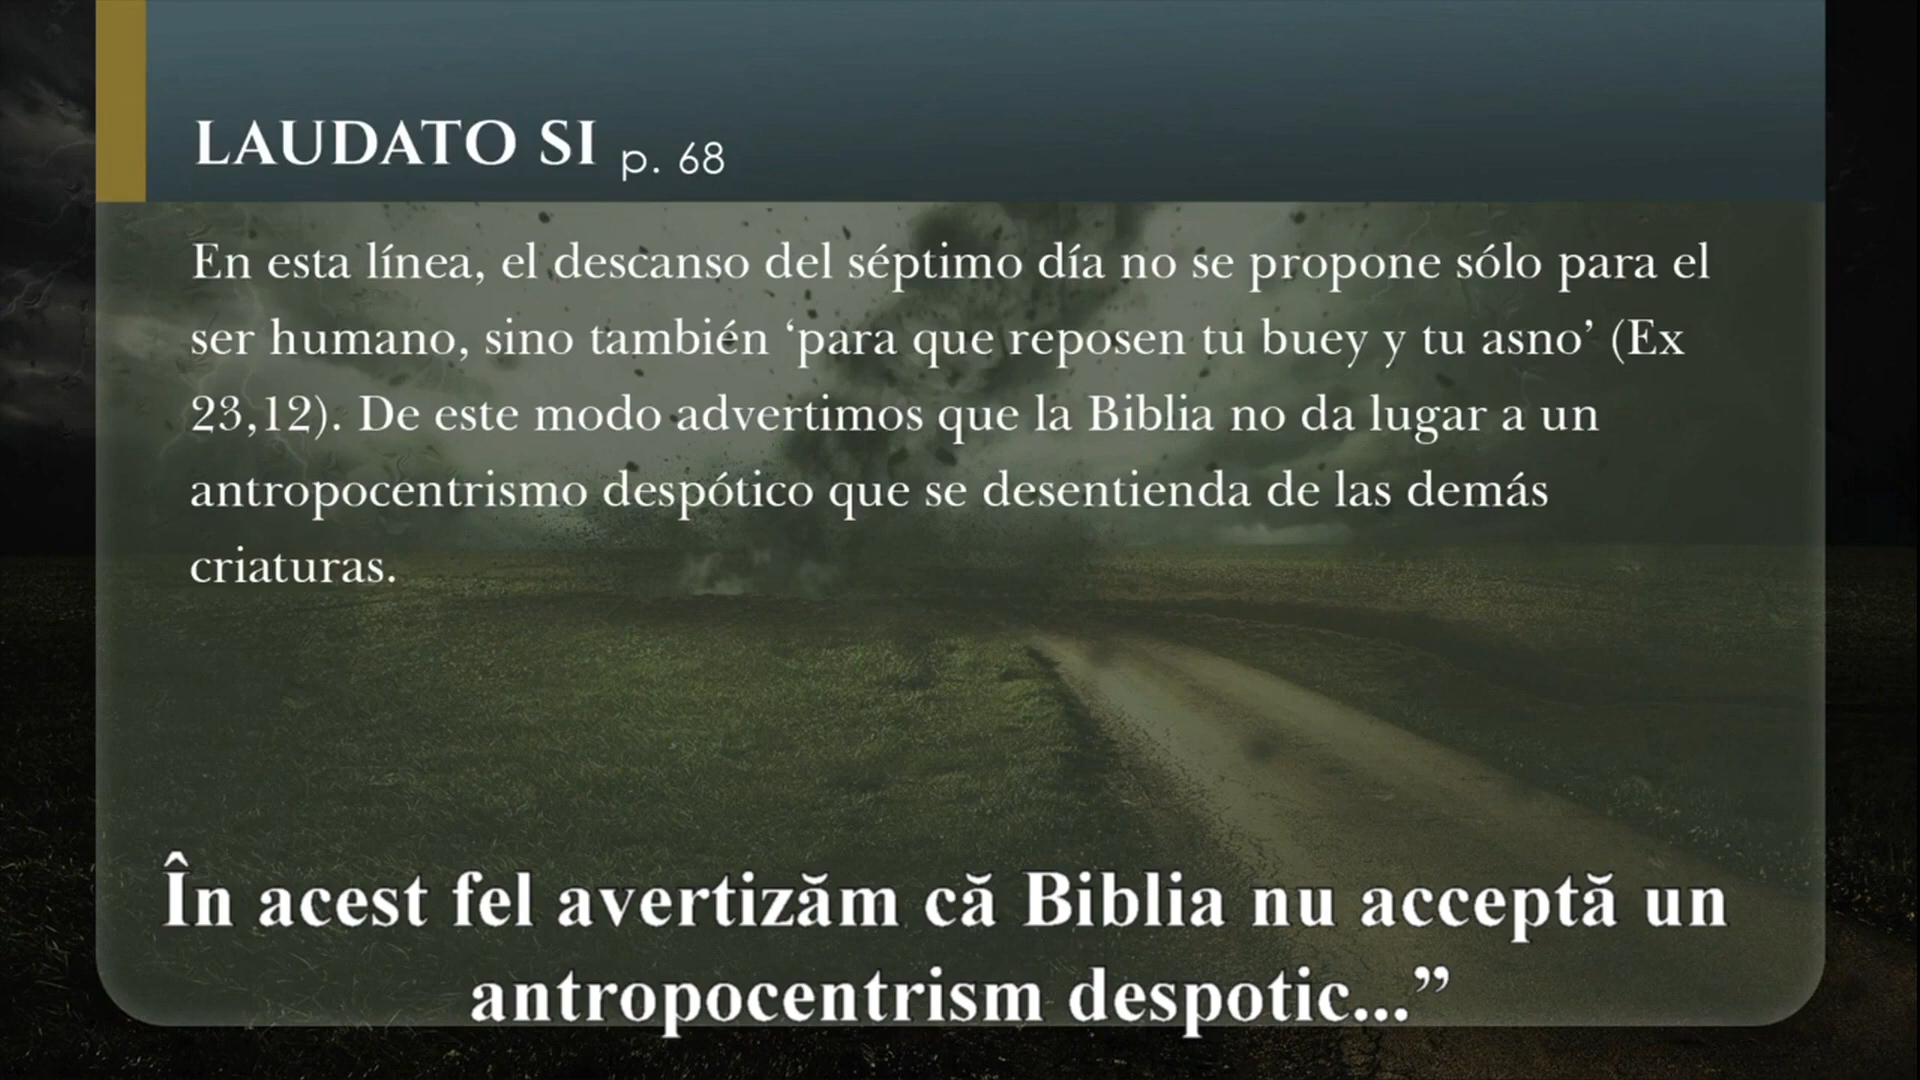 LAUDATO SI p. 68
En esta línea, el descanso del séptimo día no se propone sólo para el
ser humano, sino también ‘para que reposen tu buey y tu asno’ (Ex
23,12). De este modo advertimos que la Biblia no da lugar a un
antropocentrismo despótico que se desentienda de las demás
criaturas.
În acest fel avertizăm că Biblia nu acceptă un
antropocentrism despotic...”